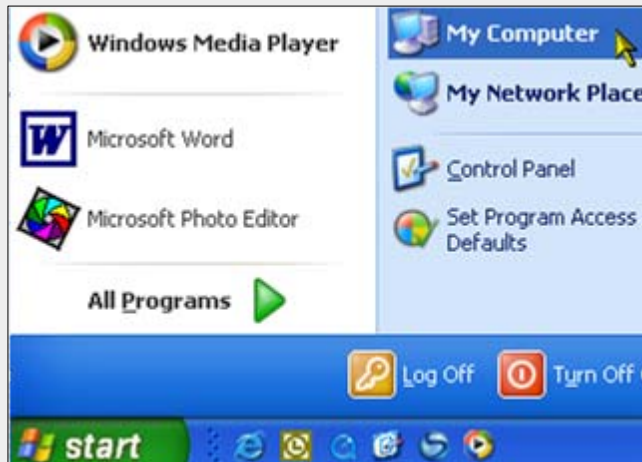 Windows Media Player
Microsoft Word
Microsoft Photo Editor
All Programs
My Computer
My Network Place
Control Panel
Set Program Access
Defaults
Log Off
Turn Off
start